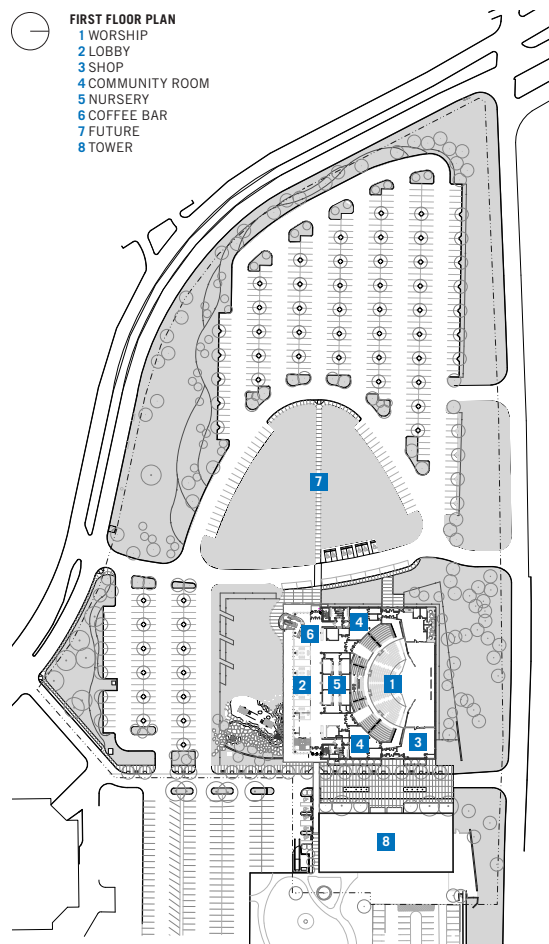 FIRST FLOOR PLAN
1 WORSHIP
2 LOBBY
3 SHOP
4 COMMUNITY ROOM
5 NURSERY
6 COFFEE BAR
7 FUTURE
8 TOWER
7
4
6
2
5
1
4
3
8